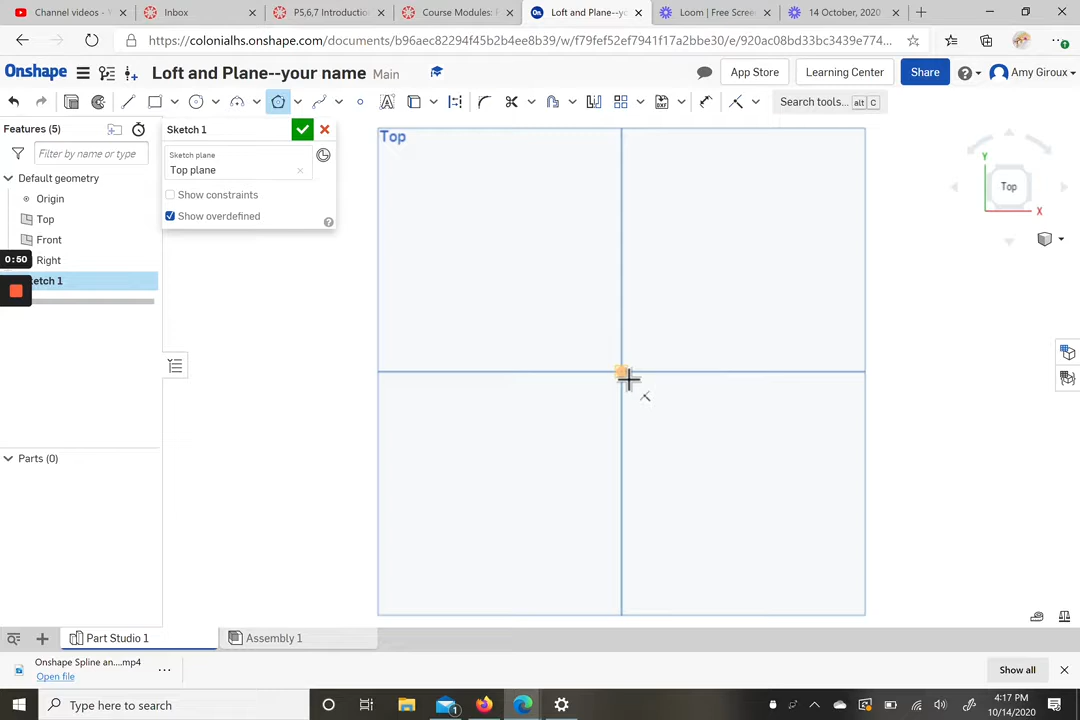 Channel videos - Y
Inbox
P5,6,7 Introductio
Course Modules: H
Loft and Plane--yo
Loom | Free Scree
14 October, 2020
https://colonialhs.onshape.com/documents/b96aec82294f45b2b4ee8b39/w/f79fef52ef7941f17a2bbe30/e/920ac08bd33bc3439e774...
Onshape
Loft and Plane--your name Main
App Store
Learning Center
Share
Amy Giroux
Search tools... alt C
Features (5)
Filter by name or type
Default geometry
Origin
Top
Front
Right
0:50
etch 1
Parts (0)
Sketch 1
Sketch plane
Top plane
Show constraints
Show overdefined
Top
Y
Top
X
Part Studio 1
Assembly 1
Onshape Spline an....mp4
Open file
Show all
Type here to search
1
4:17 PM
10/14/2020